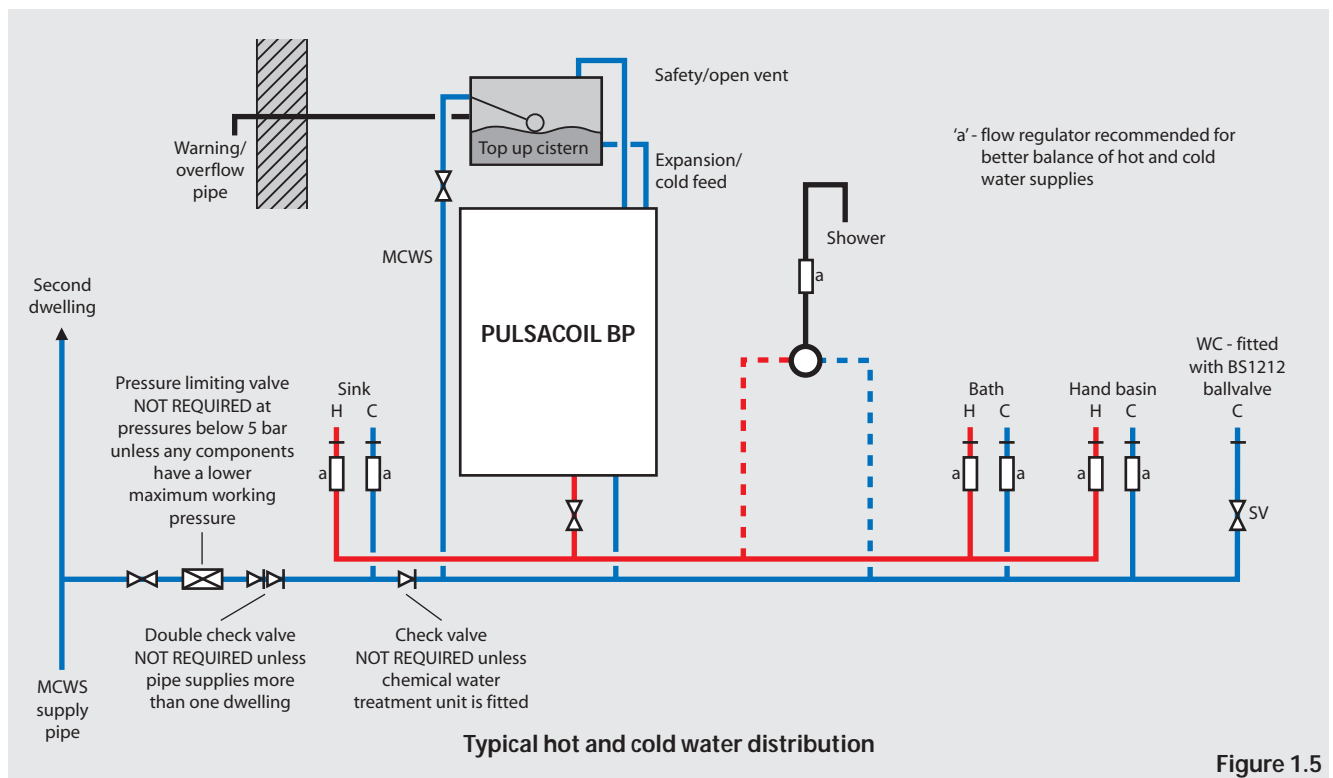 Safety/open vent
'a' - flow regulator recommended for
better balance of hot and cold
water supplies
Warning/
overflow
pipe
Top up cistern
Expansion/
cold feed
MCWS
Shower
a
Second
dwelling
PULSACOIL BP
Pressure limiting valve
NOT REQUIRED at
pressures below 5 bar
unless any components
have a lower
maximum working
pressure
Sink
H C
a a
Bath
H C
a a
Hand basin
H C
a a
WC - fitted
with BS1212
ballvalve
C
SV
Double check valve
NOT REQUIRED unless
pipe supplies more
than one dwelling
Check valve
NOT REQUIRED unless
chemical water
treatment unit is fitted
MCWS
supply
pipe
Typical hot and cold water distribution
Figure 1.5